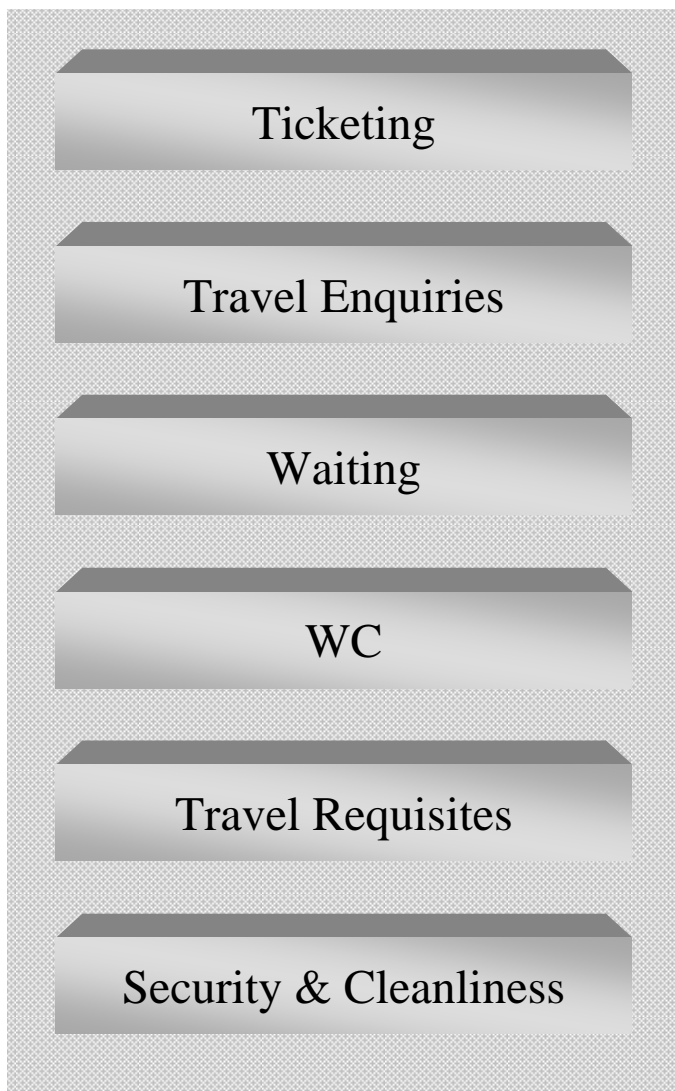 Ticketing
Travel Enquiries
Waiting
WC
Travel Requisites
Security & Cleanliness